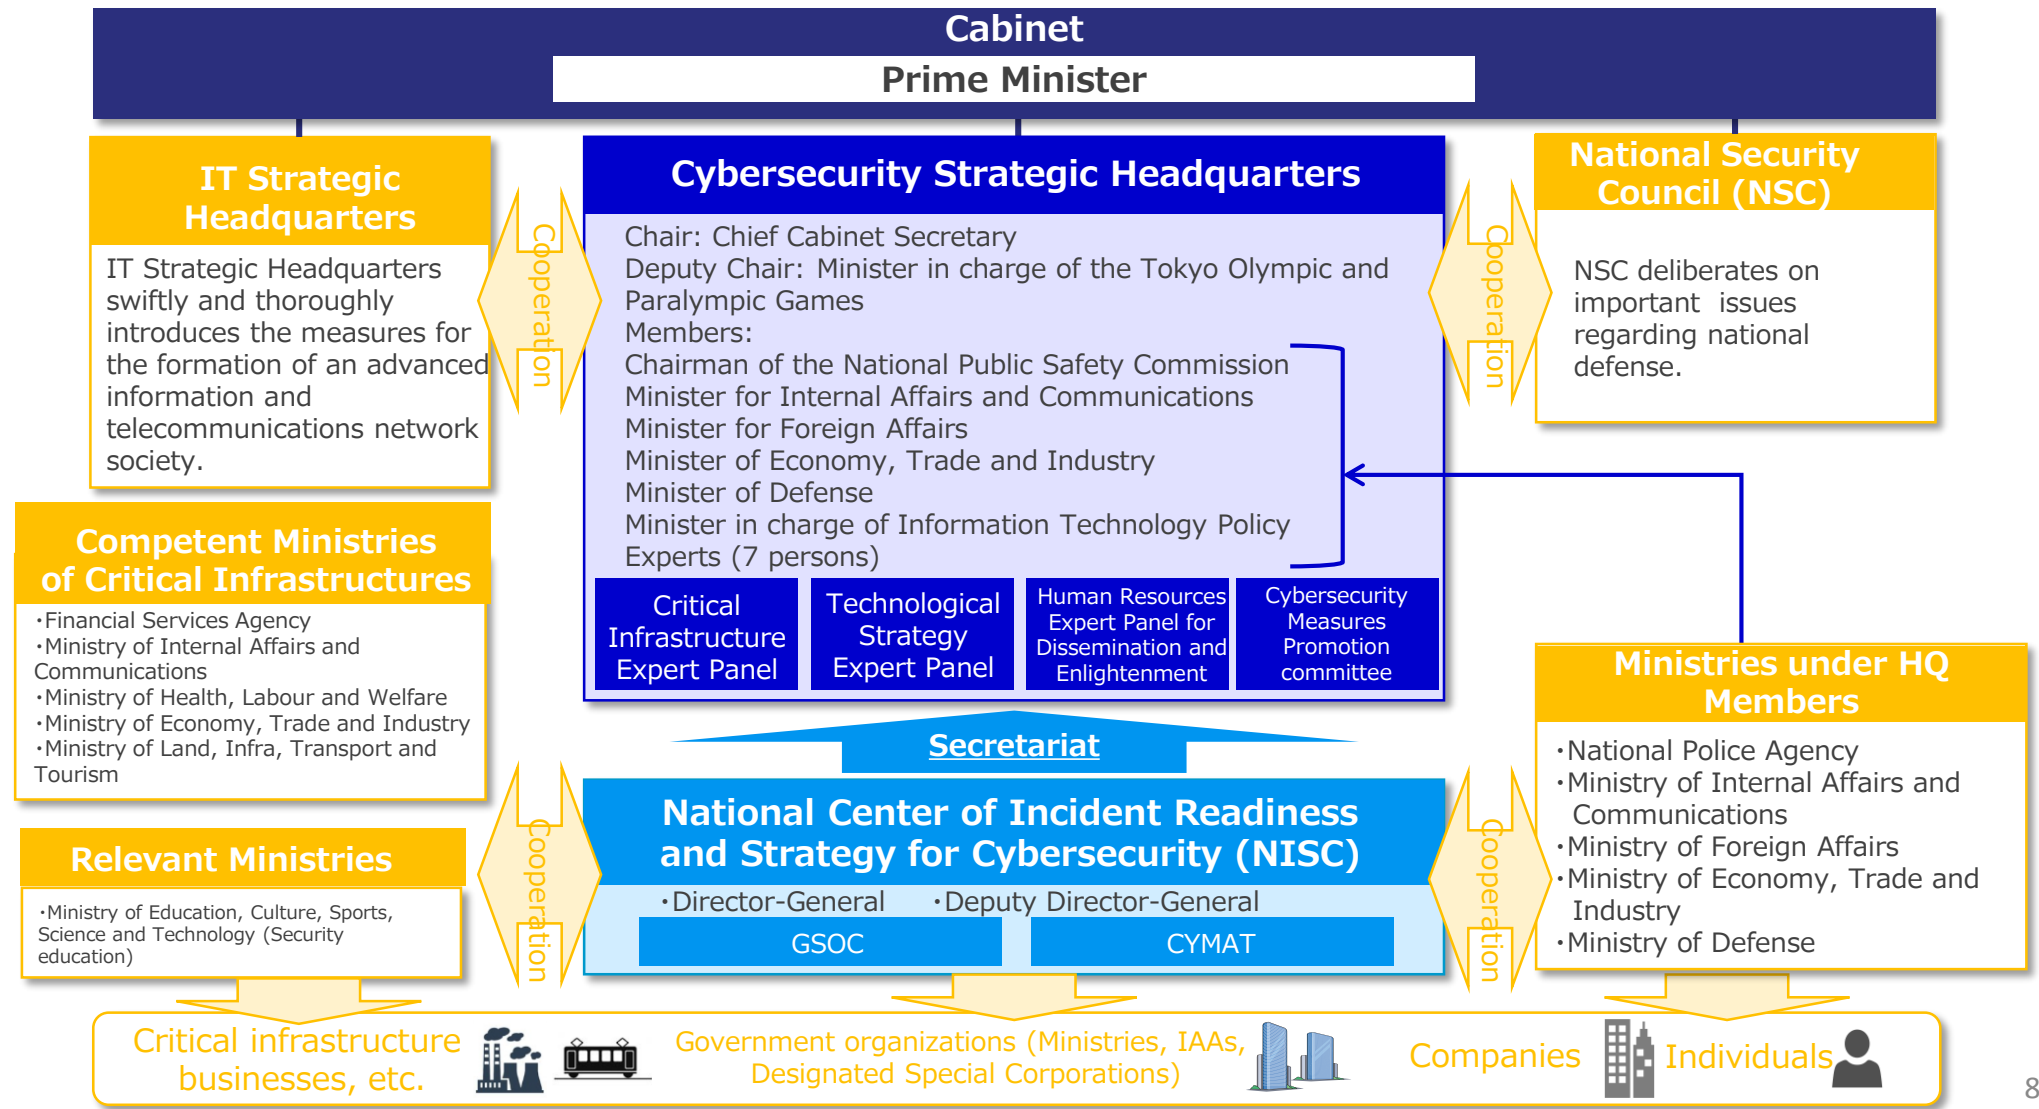 Cabinet
Prime Minister
IT Strategic
Headquarters
IT Strategic Headquarters
swiftly and thoroughly
introduces the measures for
the formation of an advanced
information and
telecommunications network
society.
Cooperation
Cybersecurity Strategic Headquarters
Chair: Chief Cabinet Secretary
Deputy Chair: Minister in charge of the Tokyo Olympic and
Paralympic Games
Members:
Chairman of the National Public Safety Commission
Minister for Internal Affairs and Communications
Minister for Foreign Affairs
Minister of Economy, Trade and Industry
Minister of Defense
Minister in charge of Information Technology Policy
Experts (7 persons)
Critical
Infrastructure
Expert Panel
Technological
Strategy
Expert Panel
Human Resources
Expert Panel for
Dissemination and
Enlightenment
Cybersecurity
Measures
Promotion
committee
Cooperation
National Security
Council (NSC)
NSC deliberates on
important issues
regarding national
defense.
Competent Ministries
of Critical Infrastructures
・Financial Services Agency
・Ministry of Internal Affairs and
Communications
・Ministry of Health, Labour and Welfare
・Ministry of Economy, Trade and Industry
・Ministry of Land, Infra, Transport and
Tourism
Relevant Ministries
・Ministry of Education, Culture, Sports,
Science and Technology (Security
education)
Cooperation
Secretariat
National Center of Incident Readiness
and Strategy for Cybersecurity (NISC)
・Director-General ・Deputy Director-General
GSOC
CYMAT
Cooperation
Ministries under HQ
Members
・National Police Agency
・Ministry of Internal Affairs and
Communications
・Ministry of Foreign Affairs
・Ministry of Economy, Trade and
Industry
・Ministry of Defense
Critical infrastructure
businesses, etc.
Government organizations (Ministries, IAAs,
Designated Special Corporations)
Companies
Individuals
8